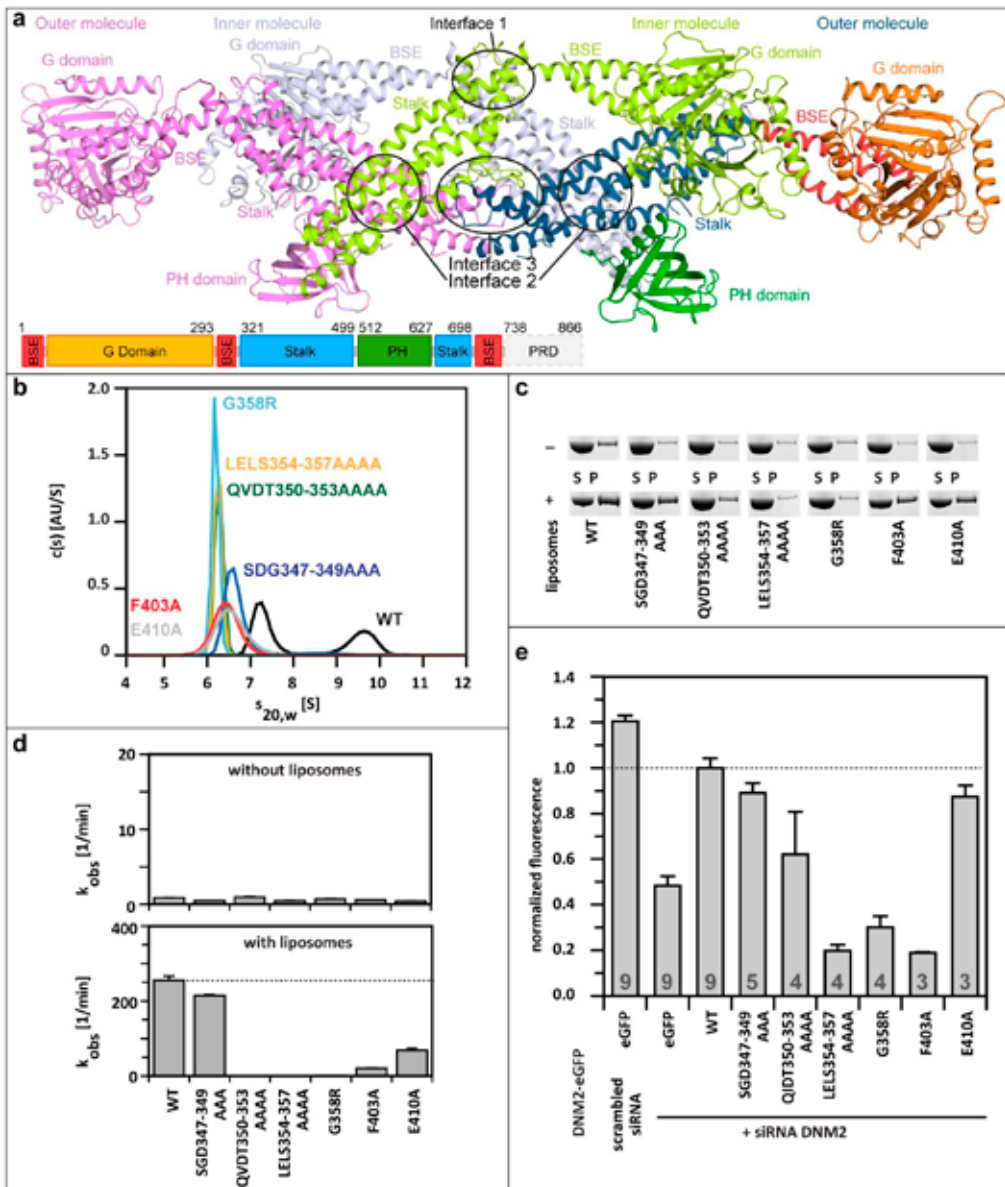 a
Outer molecule
Inner molecule
Interface 1
Inner molecule
Outer molecule
G domain
G domain
BSE
BSE
G domain
G domain
Stalk
Stalk
BSE
BSE
Stalk
Stalk
Interface 3
Interface 2
PH domain
PH domain
1 293 321 499 512 627 698 738 866
BSE G Domain BSE Stalk PH Stalk BSE PRD
b
2.0
1.5
1.0
0.5
0
c(s) [AU/S]
G358R
LELS354-357AAAA
QVDT350-353AAAA
SDG347-349AAA
F403A
E410A
WT
4 5 6 7 8 9 10 11 12
s20,w [S]
c
–
S P S P S P S P S P S P S P
+
liposomes
WT
SGD347-349 AAA
QVDT350-353 AAAA
LELS354-357 AAAA
G358R
F403A
E410A
d
without liposomes
20
10
0
k obs [1/min]
with liposomes
400
200
0
k obs [1/min]
WT
SGD347-349 AAA
QVDT350-353 AAAA
LELS354-357 AAAA
G358R
F403A
E410A
e
1.4
1.2
1.0
0.8
0.6
0.4
0.2
0.0
normalized fluorescence
9 9 9 5 4 4 4 3 3
DNM2-eGFP
eGFP
eGFP
WT
SGD347-349 AAA
QIDT350-353 AAAA
LELS354-357 AAAA
G358R
F403A
E410A
scrambled siRNA
+ siRNA DNM2